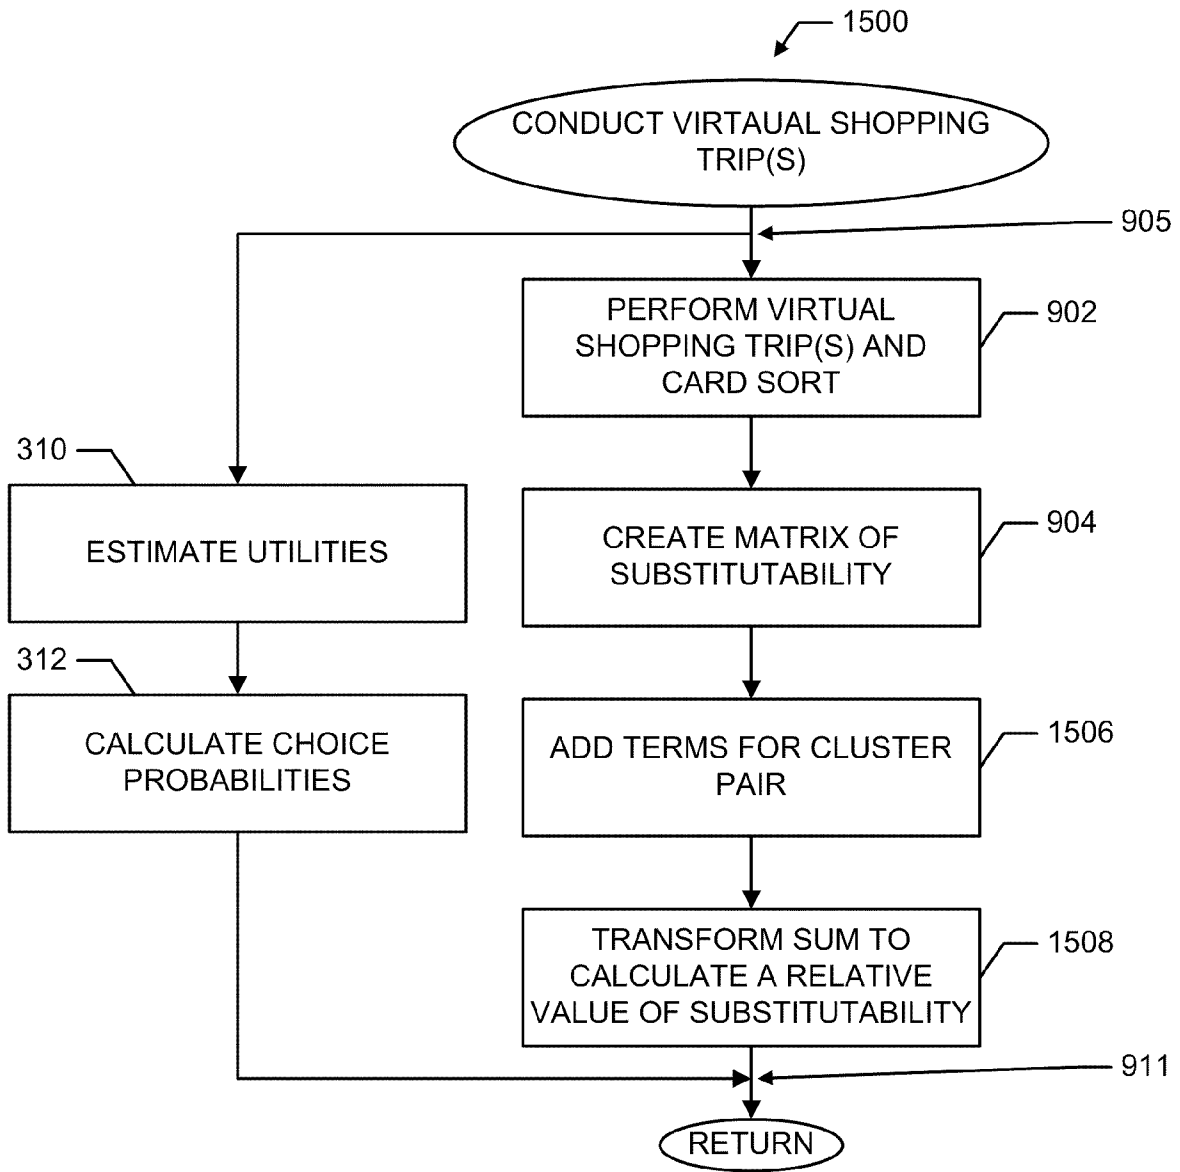 1500
CONDUCT VIRTAUAL SHOPPING
TRIP(S)
905
PERFORM VIRTUAL
SHOPPING TRIP(S) AND
CARD SORT
902
310
ESTIMATE UTILITIES
CREATE MATRIX OF
SUBSTITUTABILITY
904
312
CALCULATE CHOICE
PROBABILITIES
ADD TERMS FOR CLUSTER
PAIR
1506
TRANSFORM SUM TO
CALCULATE A RELATIVE
VALUE OF SUBSTITUTABILITY
1508
911
RETURN